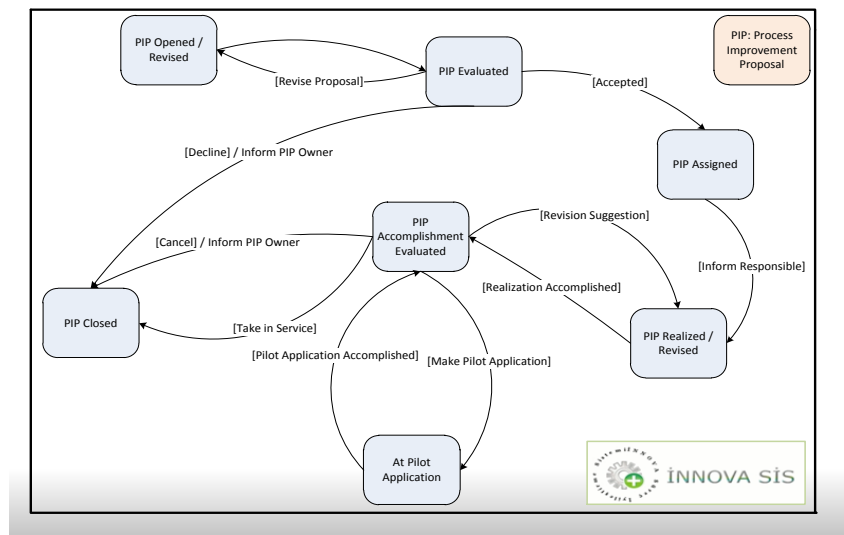 PIP Opened /
Revised
PIP Evaluated
PIP: Process
Improvement
Proposal
[Revise Proposal]
[Accepted]
[Decline] / Inform PIP Owner
PIP Assigned
PIP
Accomplishment
Evaluated
[Revision Suggestion]
[Cancel] / Inform PIP Owner
[Inform Responsible]
[Realization Accomplished]
PIP Closed
[Take in Service]
PIP Realized /
Revised
[Pilot Application Accomplished]
[Make Pilot Application]
At Pilot
Application
İNNOVA SİS